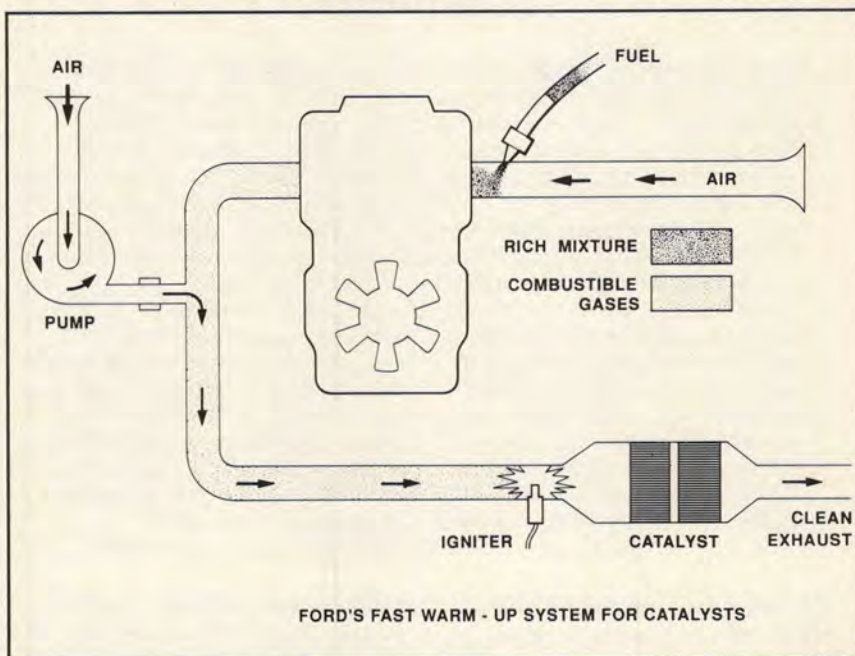 AIR
FUEL
AIR
RICH MIXTURE
COMBUSTIBLE
GASES
PUMP
IGNITER
CATALYST
CLEAN
EXHAUST
FORD'S FAST WARM - UP SYSTEM FOR CATALYSTS